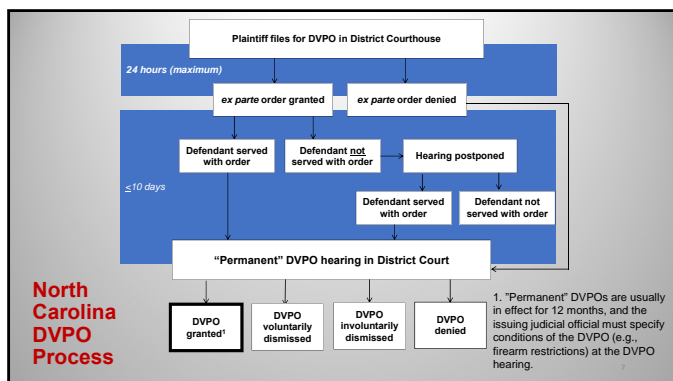 Plaintiff files for DVPO in District Courthouse
24 hours (maximum)
ex parte order granted
ex parte order denied
Defendant served
with order
Defendant not
served with order
Hearing postponed
≤10 days
Defendant served
with order
Defendant not
served with order
“Permanent” DVPO hearing in District Court
North
Carolina
DVPO
Process
DVPO
granted¹
DVPO
voluntarily
dismissed
DVPO
involuntarily
dismissed
DVPO
denied
1. ”Permanent” DVPOs are usually
in effect for 12 months, and the
issuing judicial official must specify
conditions of the DVPO (e.g.,
firearm restrictions) at the DVPO
hearing.
7